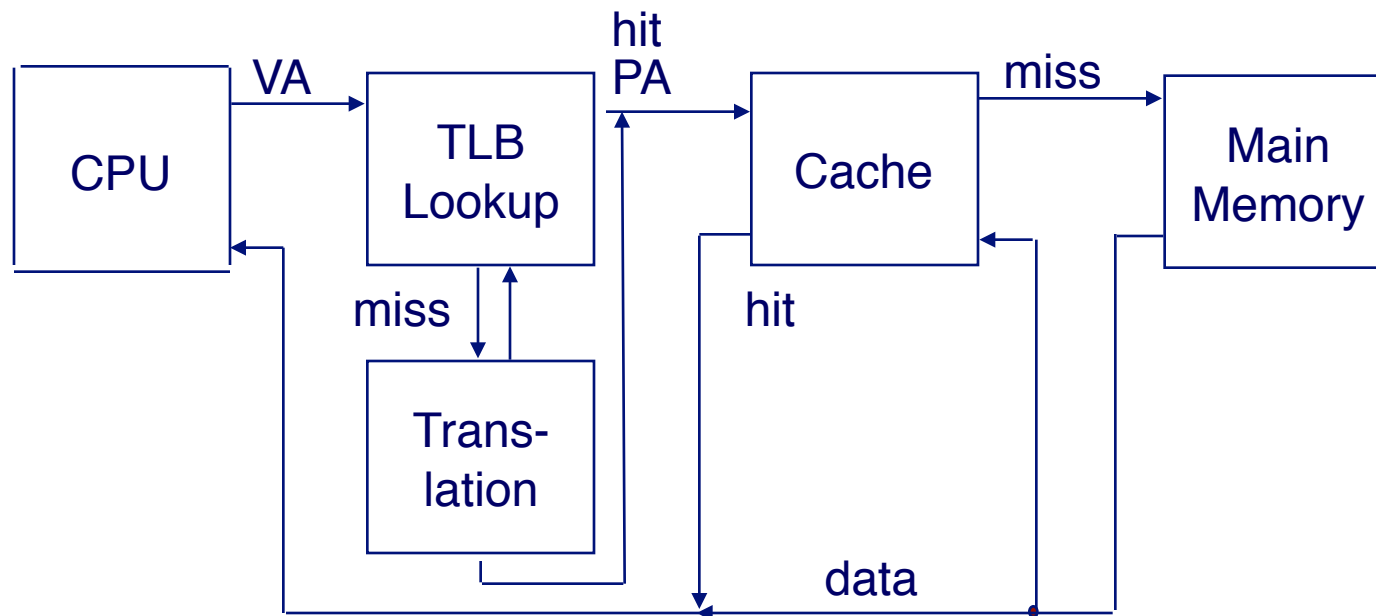 hit
VA
PA
miss
CPU
TLB
Lookup
Cache
Main
Memory
miss
hit
Trans-
lation
data